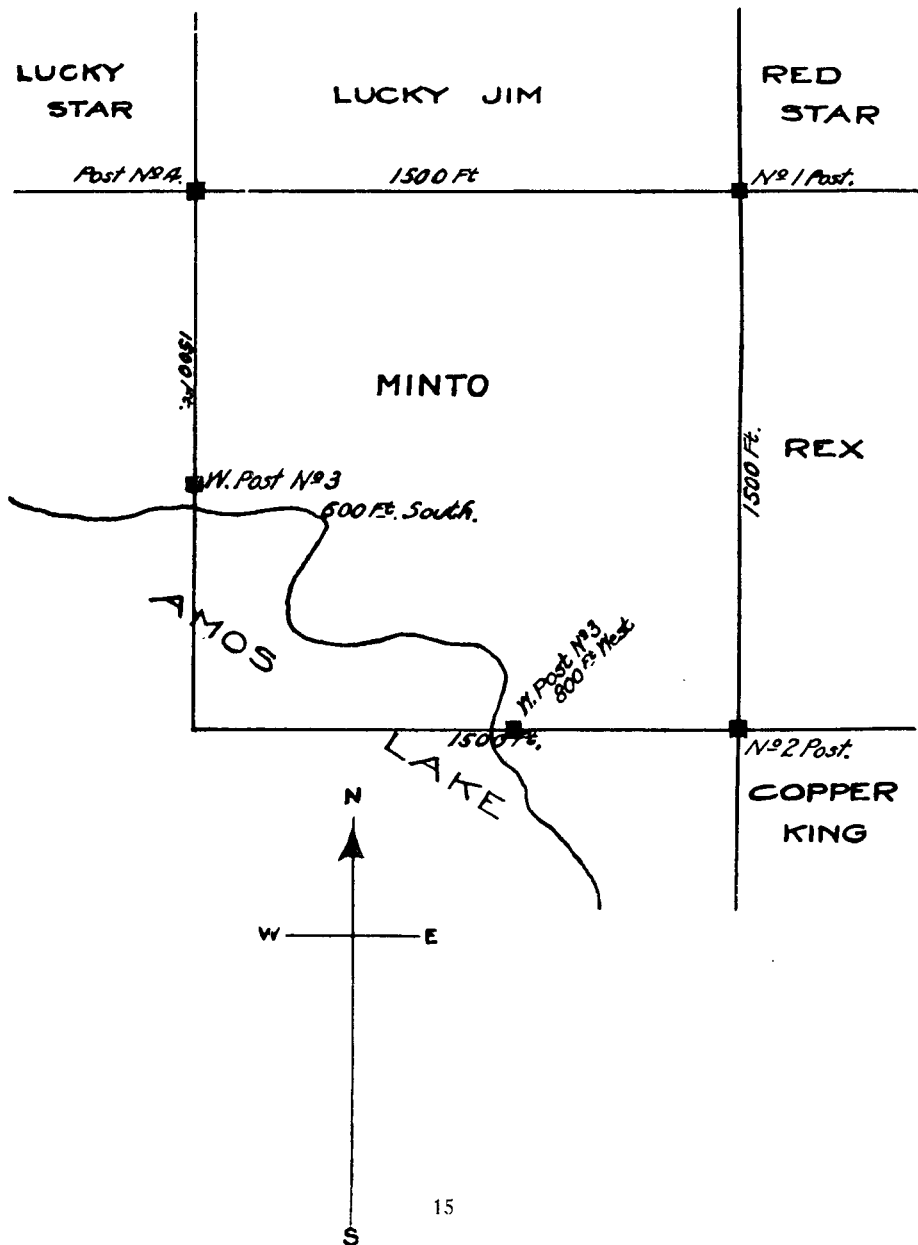 LUCKY
STAR
LUCKY JIM
RED
STAR
Post Nº 4.
1500 Ft
Nº 1 Post.
1500 Ft.
MINTO
REX
1500 Ft.
W. Post Nº 3
600 Ft. South.
AMOS
W. Post Nº 3
800 Ft West
LAKE
1500 Ft.
Nº 2 Post.
COPPER
KING
N
W
E
S
15